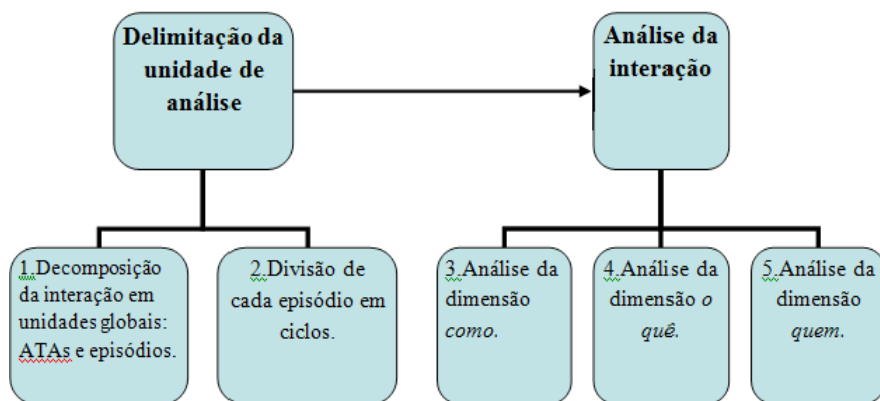 Delimitação da
unidade de
análise
Análise da
interação
1.Decomposição
da interação em
unidades globais:
ATAs e episódios.
2.Divisão de
cada episódio em
ciclos.
3.Análise da
dimensão
como.
4.Análise da
dimensão o
quê.
5.Análise da
dimensão
quem.